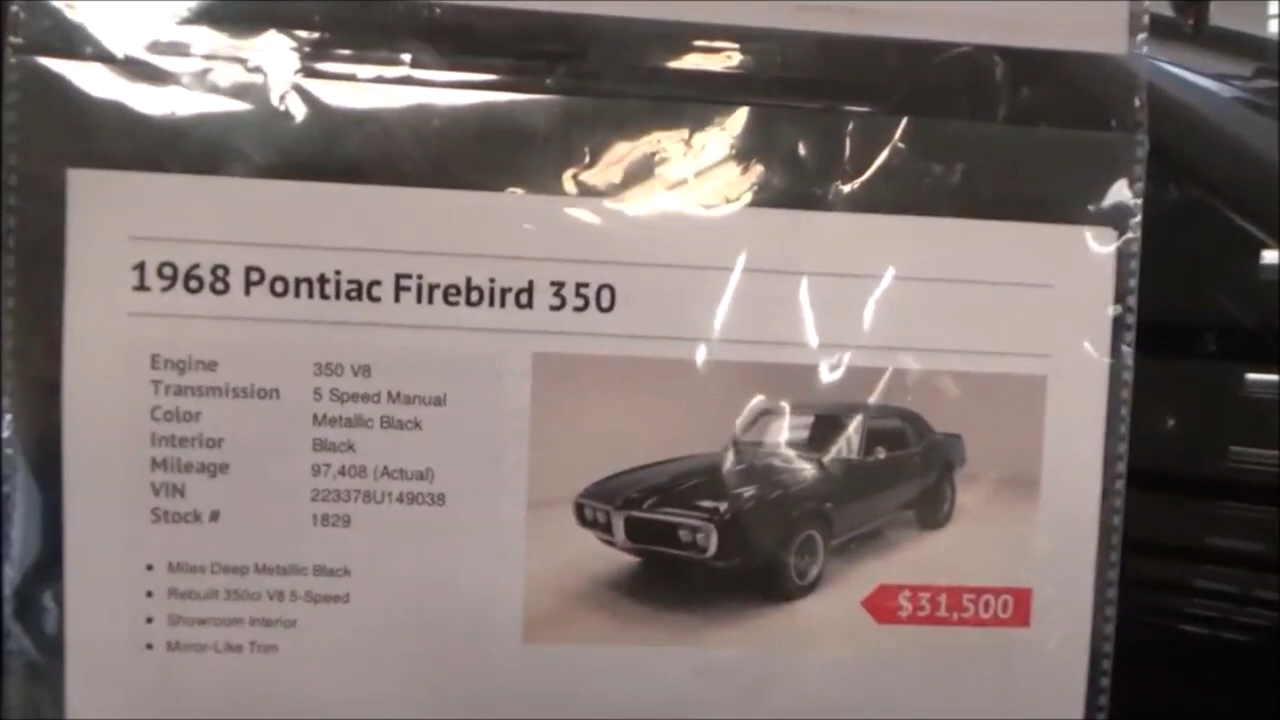 1968 Pontiac Firebird 350
Engine 350 V8
Transmission 5 Speed Manual
Color Metallic Black
Interior Black
Mileage 97,408 (Actual)
VIN 223378U149038
Stock # 1829
• Miles Deep Metallic Black
• Rebuilt 350ci V8 5-Speed
• Showroom Interior
• Mirror-Like Trim
$31,500